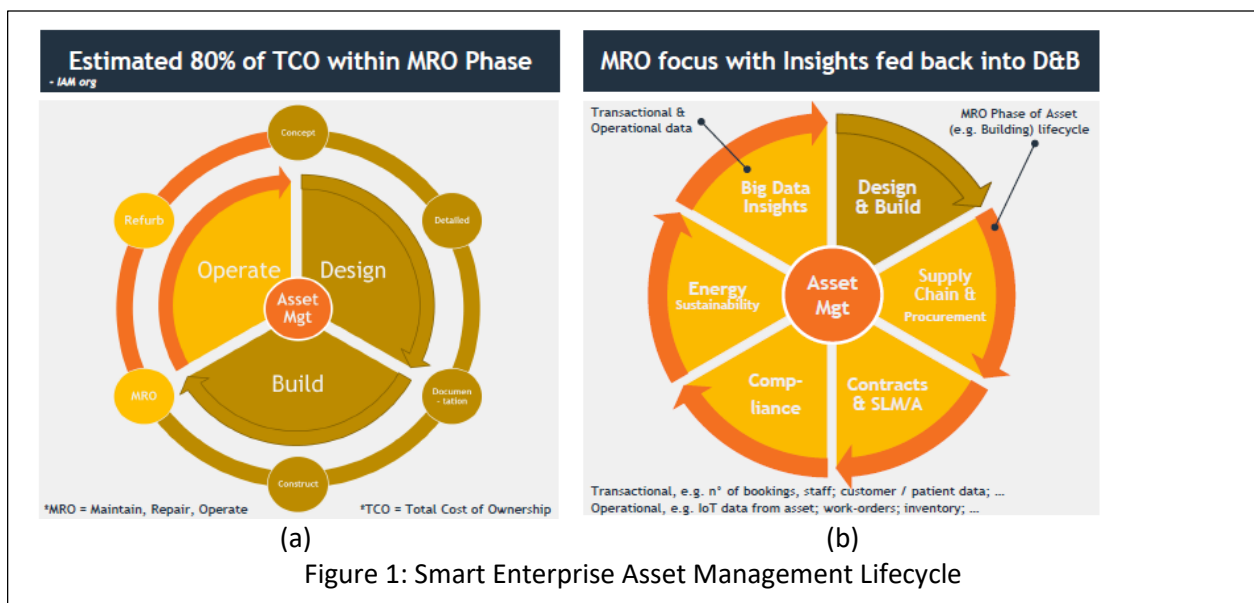 Estimated 80% of TCO within MRO Phase
- IAM org
Concept
Refurb
Detailed
Operate
Design
Asset
Mgt
Build
MRO
Documen
- tation
Construct
*MRO = Maintain, Repair, Operate
*TCO = Total Cost of Ownership
(a)
MRO focus with Insights fed back into D&B
Transactional &
Operational data
MRO Phase of Asset
(e.g. Building) lifecycle
Big Data
Insights
Design
& Build
Energy
Sustainability
Asset
Mgt
Supply
Chain &
Procurement
Comp-
liance
Contracts
& SLM/A
Transactional, e.g. n° of bookings, staff; customer / patient data; ...
Operational, e.g. IoT data from asset; work-orders; inventory; ...
(b)
Figure 1: Smart Enterprise Asset Management Lifecycle